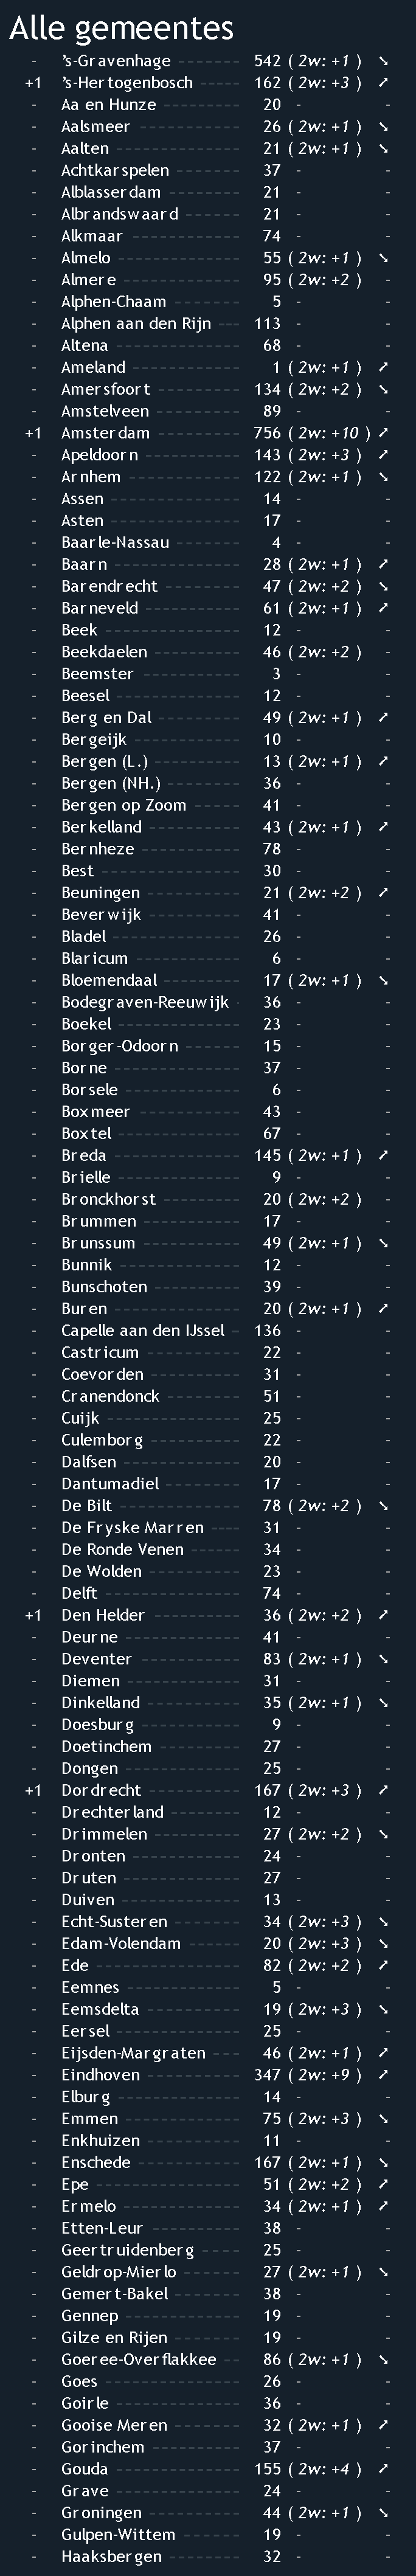 Alle gemeentes
- 's-Gravenhage 542 ( 2w: +1 ) ➘
+1 's-Hertogenbosch 162 ( 2w: +3 ) ➚
- Aa en Hunze 20 - -
- Aalsmeer 26 ( 2w: +1 ) ➘
- Aalten 21 ( 2w: +1 ) ➘
- Achtkarspelen 37 - -
- Alblasserdam 21 - -
- Albrandswaard 21 - -
- Alkmaar 74 - -
- Almelo 55 ( 2w: +1 ) ➘
- Almere 95 ( 2w: +2 ) -
- Alphen-Chaam 5 - -
- Alphen aan den Rijn 113 - -
- Altena 68 - -
- Ameland 1 ( 2w: +1 ) ➚
- Amersfoort 134 ( 2w: +2 ) ➘
- Amstelveen 89 - -
+1 Amsterdam 756 ( 2w: +10 ) ➚
- Apeldoorn 143 ( 2w: +3 ) ➚
- Arnhem 122 ( 2w: +1 ) ➘
- Assen 14 - -
- Asten 17 - -
- Baarle-Nassau 4 - -
- Baarn 28 ( 2w: +1 ) ➚
- Barendrecht 47 ( 2w: +2 ) ➘
- Barneveld 61 ( 2w: +1 ) ➚
- Beek 12 - -
- Beekdaelen 46 ( 2w: +2 ) -
- Beemster 3 - -
- Beesel 12 - -
- Berg en Dal 49 ( 2w: +1 ) ➚
- Bergeijk 10 - -
- Bergen (L.) 13 ( 2w: +1 ) ➚
- Bergen (NH.) 36 - -
- Bergen op Zoom 41 - -
- Berkelland 43 ( 2w: +1 ) ➚
- Bernheze 78 - -
- Best 30 - -
- Beuningen 21 ( 2w: +2 ) ➚
- Beverwijk 41 - -
- Bladel 26 - -
- Blaricum 6 - -
- Bloemendaal 17 ( 2w: +1 ) ➘
- Bodegraven-Reeuwijk 36 - -
- Boekel 23 - -
- Borger-Odoorn 15 - -
- Borne 37 - -
- Borsele 6 - -
- Boxmeer 43 - -
- Boxtel 67 - -
- Breda 145 ( 2w: +1 ) ➚
- Brielle 9 - -
- Bronckhorst 20 ( 2w: +2 ) -
- Brummen 17 - -
- Brunssum 49 ( 2w: +1 ) ➘
- Bunnik 12 - -
- Bunschoten 39 - -
- Buren 20 ( 2w: +1 ) ➚
- Capelle aan den IJssel 136 - -
- Castricum 22 - -
- Coevorden 31 - -
- Cranendonck 51 - -
- Cuijk 25 - -
- Culemborg 22 - -
- Dalfsen 20 - -
- Dantumadiel 17 - -
- De Bilt 78 ( 2w: +2 ) ➘
- De Fryske Marren 31 - -
- De Ronde Venen 34 - -
- De Wolden 23 - -
- Delft 74 - -
+1 Den Helder 36 ( 2w: +2 ) ➚
- Deurne 41 - -
- Deventer 83 ( 2w: +1 ) ➘
- Diemen 31 - -
- Dinkelland 35 ( 2w: +1 ) ➘
- Doesburg 9 - -
- Doetinchem 27 - -
- Dongen 25 - -
+1 Dordrecht 167 ( 2w: +3 ) ➚
- Drechterland 12 - -
- Drimmelen 27 ( 2w: +2 ) ➘
- Dronten 24 - -
- Druten 27 - -
- Duiven 13 - -
- Echt-Susteren 34 ( 2w: +3 ) ➘
- Edam-Volendam 20 ( 2w: +3 ) ➘
- Ede 82 ( 2w: +2 ) ➚
- Eemnes 5 - -
- Eemsdelta 19 ( 2w: +3 ) ➘
- Eersel 25 - -
- Eijsden-Margraten 46 ( 2w: +1 ) ➚
- Eindhoven 347 ( 2w: +9 ) ➚
- Elburg 14 - -
- Emmen 75 ( 2w: +3 ) ➘
- Enkhuizen 11 - -
- Enschede 167 ( 2w: +1 ) ➘
- Epe 51 ( 2w: +2 ) ➚
- Ermelo 34 ( 2w: +1 ) ➚
- Etten-Leur 38 - -
- Geertruidenberg 25 - -
- Geldrop-Mierlo 27 ( 2w: +1 ) ➘
- Gemert-Bakel 38 - -
- Gennep 19 - -
- Gilze en Rijen 19 - -
- Goeree-Overflakkee 86 ( 2w: +1 ) ➘
- Goes 26 - -
- Goirle 36 - -
- Gooise Meren 32 ( 2w: +1 ) ➚
- Gorinchem 37 - -
- Gouda 155 ( 2w: +4 ) ➚
- Grave 24 - -
- Groningen 44 ( 2w: +1 ) ➘
- Gulpen-Wittem 19 - -
- Haaksbergen 32 - -